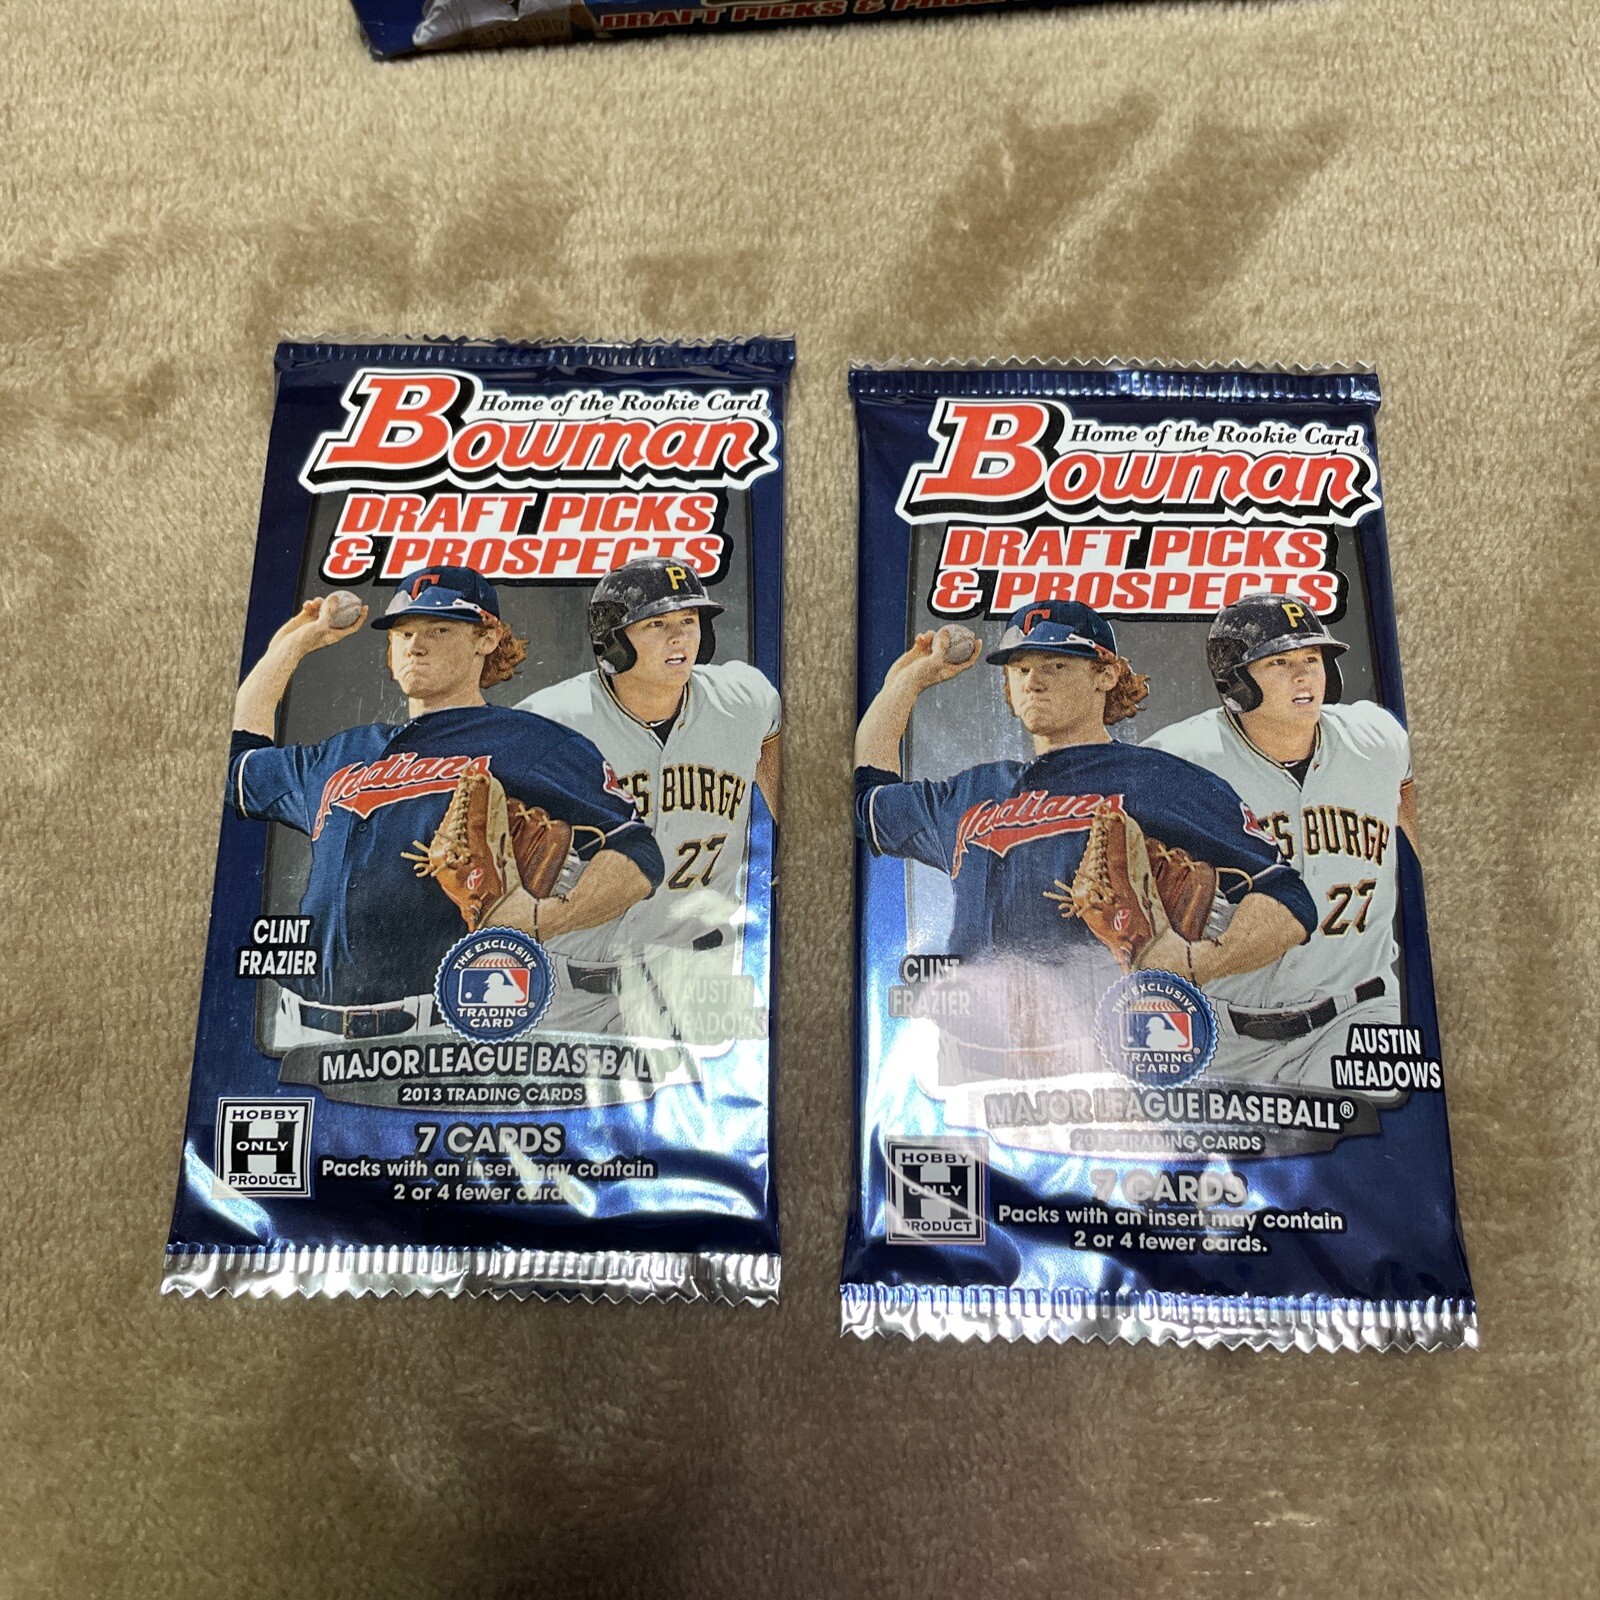 DRAFT PICKS &
Home of the Rookie Card®
Bowman
DRAFT PICKS
& PROSPECTS
C
P
Indians
BURGH
27
CLINT
FRAZIER
AUSTIN
MEADOWS
THE EXCLUSIVE
TRADING
CARD
MAJOR LEAGUE BASEBALL
2013 TRADING CARDS
HOBBY
H
ONLY
PRODUCT
7 CARDS
Packs with an insert may contain
2 or 4 fewer cards.
Home of the Rookie Card®
Bowman
DRAFT PICKS
& PROSPECTS
C
P
Indians
BURGH
27
CLINT
FRAZIER
AUSTIN
MEADOWS
THE EXCLUSIVE
TRADING
CARD
MAJOR LEAGUE BASEBALL®
2013 TRADING CARDS
HOBBY
H
ONLY
PRODUCT
7 CARDS
Packs with an insert may contain
2 or 4 fewer cards.